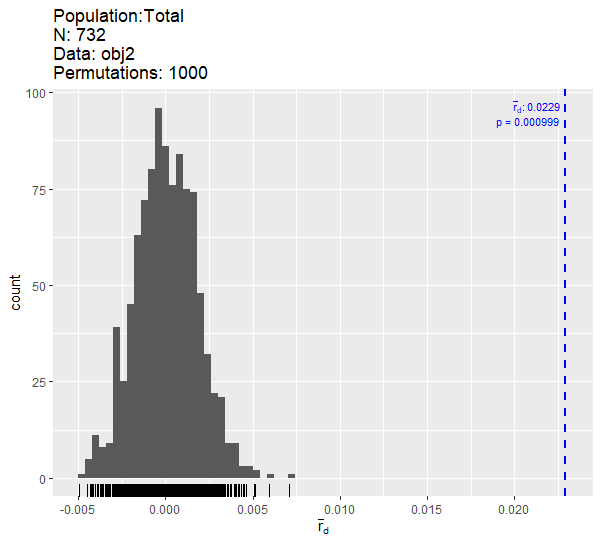 Population:Total
N: 732
Data: obj2
Permutations: 1000
100
r̄d: 0.0229
p = 0.000999
75
50
count
25
0
-0.005 0.000 0.005 0.010 0.015 0.020
r̄d